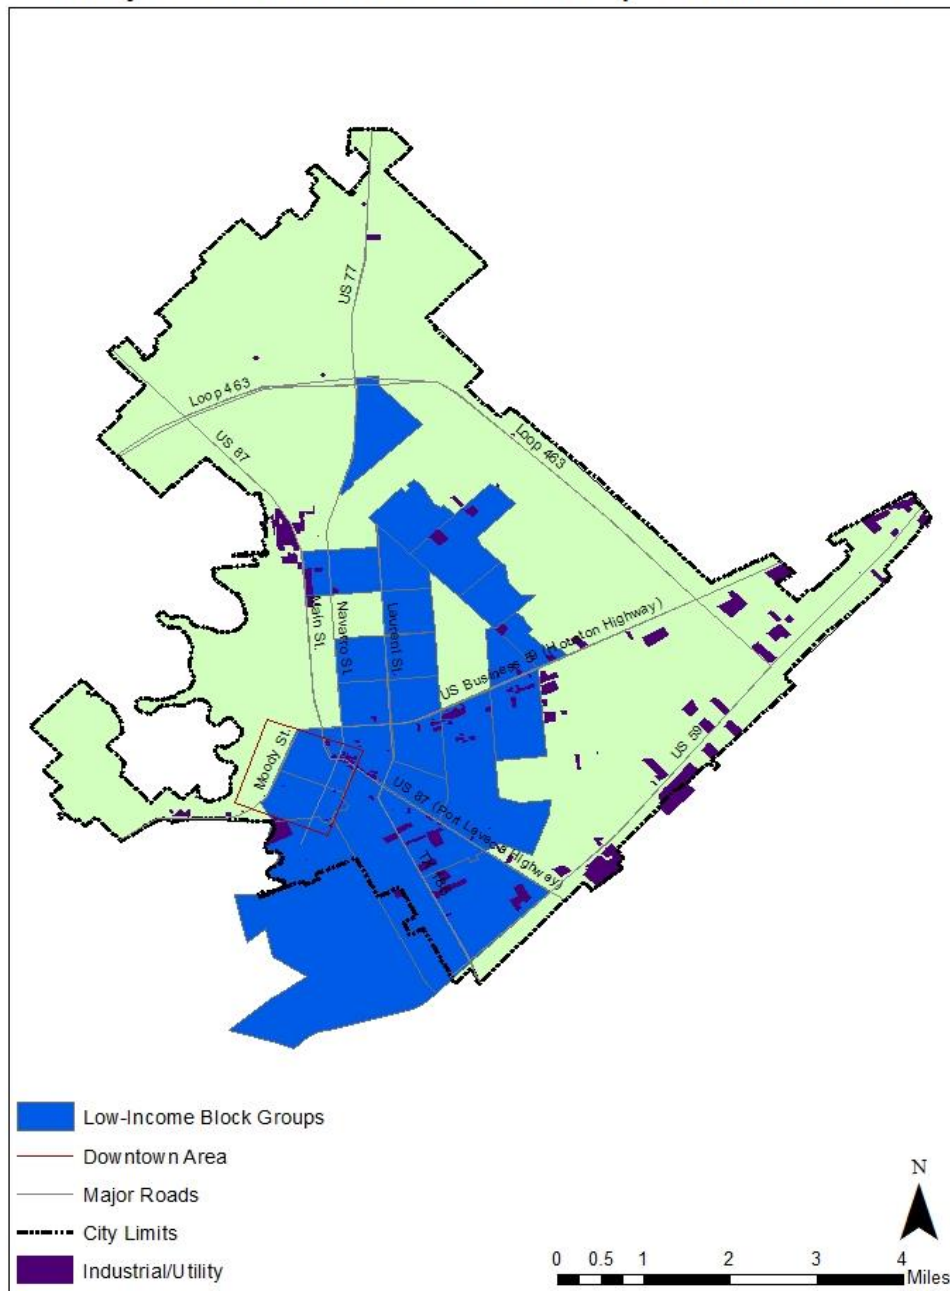 US 77
Loop 463
US 87
Loop 463
Main St.
Navarro St.
Laurent St.
US Business 59 (Houston Highway)
Moody St.
US 59
US 87 (Port Lavaca Highway)
Low-Income Block Groups
Downtown Area
Major Roads
City Limits
Industrial/Utility
N
0 0.5 1 2 3 4
Miles